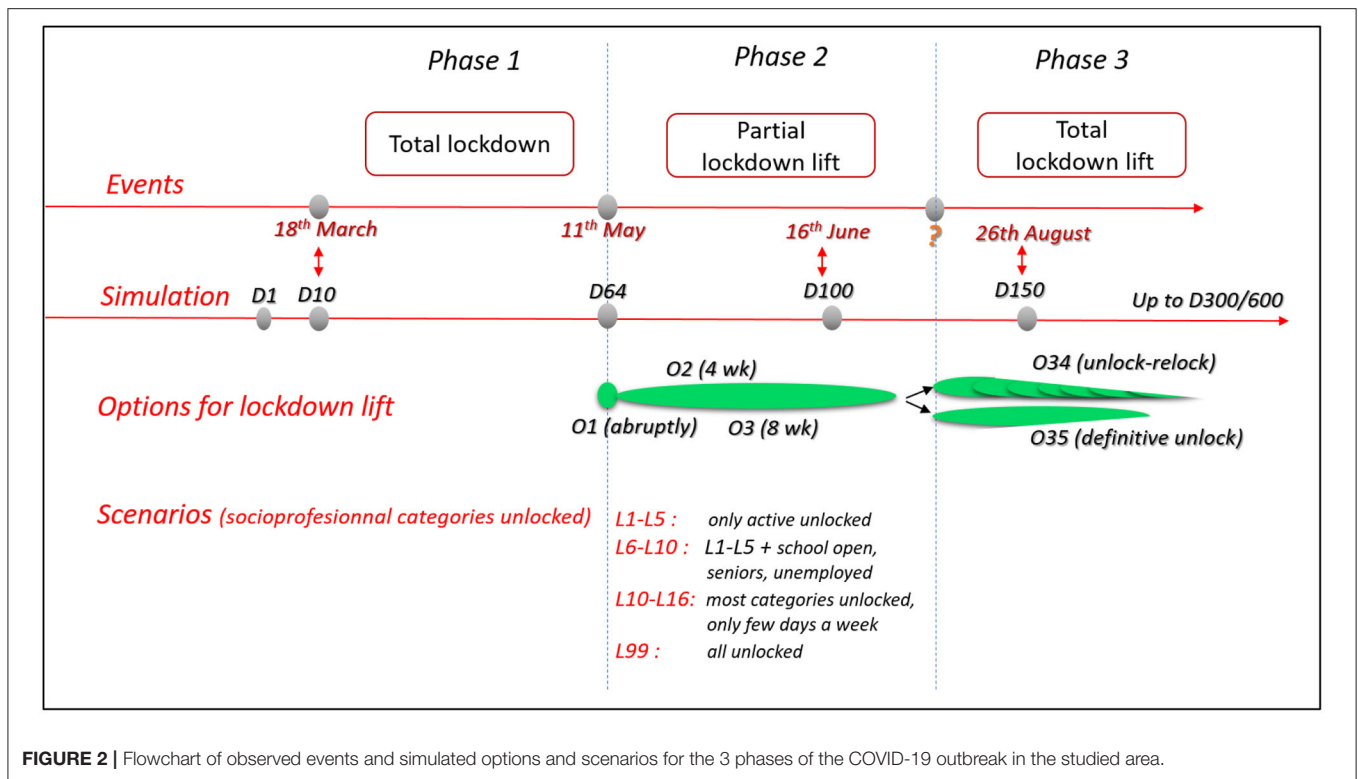 Phase 1 Phase 2 Phase 3
Total lockdown
Partial
lockdown lift
Total
lockdown lift
Events
18th March 11th May 16th June ? 26th August
Simulation D1 D10 D64 D100 D150 Up to D300/600
Options for lockdown lift
O1 (abruptly)
O2 (4 wk)
O3 (8 wk)
O34 (unlock-relock)
O35 (definitive unlock)
Scenarios (socioprofesionnal categories unlocked)
L1-L5 : only active unlocked
L6-L10 : L1-L5 + school open,
seniors, unemployed
L10-L16: most categories unlocked,
only few days a week
L99 : all unlocked
FIGURE 2 | Flowchart of observed events and simulated options and scenarios for the 3 phases of the COVID-19 outbreak in the studied area.